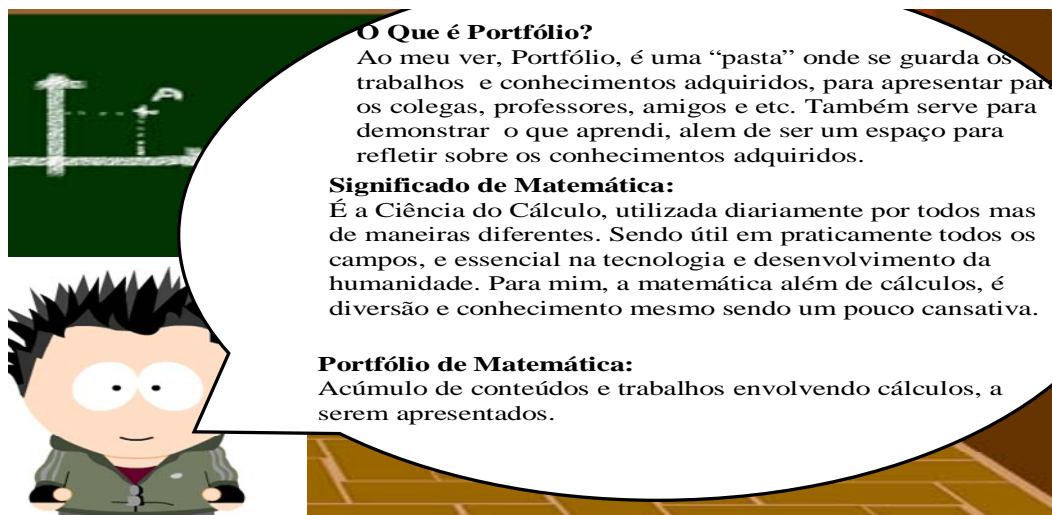 O Que é Portfólio?
Ao meu ver, Portfólio, é uma “pasta” onde se guarda os
trabalhos e conhecimentos adquiridos, para apresentar para
os colegas, professores, amigos e etc. Também serve para
demonstrar o que aprendi, alem de ser um espaço para
refletir sobre os conhecimentos adquiridos.
Significado de Matemática:
É a Ciência do Cálculo, utilizada diariamente por todos mas
de maneiras diferentes. Sendo útil em praticamente todos os
campos, e essencial na tecnologia e desenvolvimento da
humanidade. Para mim, a matemática além de cálculos, é
diversão e conhecimento mesmo sendo um pouco cansativa.
Portfólio de Matemática:
Acúmulo de conteúdos e trabalhos envolvendo cálculos, a
serem apresentados.
A